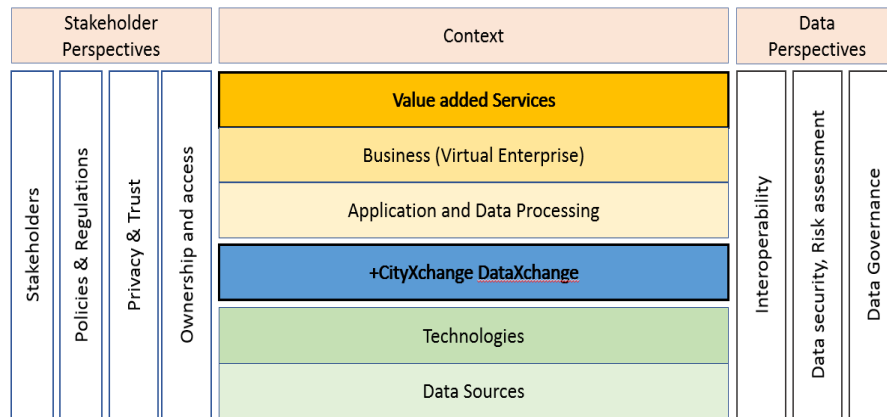 Stakeholder
Perspectives
Context
Data
Perspectives
Stakeholders
Policies & Regulations
Privacy & Trust
Ownership and access
Value added Services
Business (Virtual Enterprise)
Application and Data Processing
+CityXchange DataXchange
Technologies
Data Sources
Interoperability
Data security, Risk assessment
Data Governance